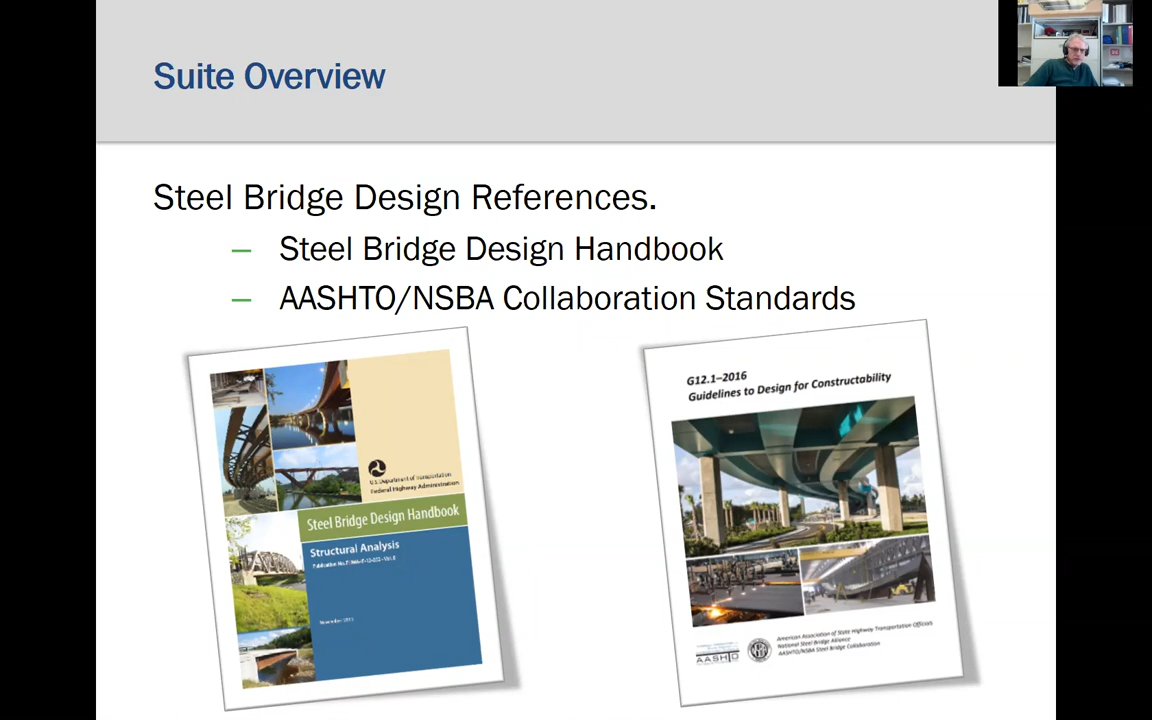 Suite Overview
Steel Bridge Design References.
– Steel Bridge Design Handbook
– AASHTO/NSBA Collaboration Standards
U.S. Department of Transportation
Federal Highway Administration
Steel Bridge Design Handbook
Structural Analysis
Publication No.
G12.1–2016
Guidelines to Design for Constructability
AASHTO
American Association of State Highway Transportation Officials
National Steel Bridge Alliance
AASHTO/NSBA Steel Bridge Collaboration